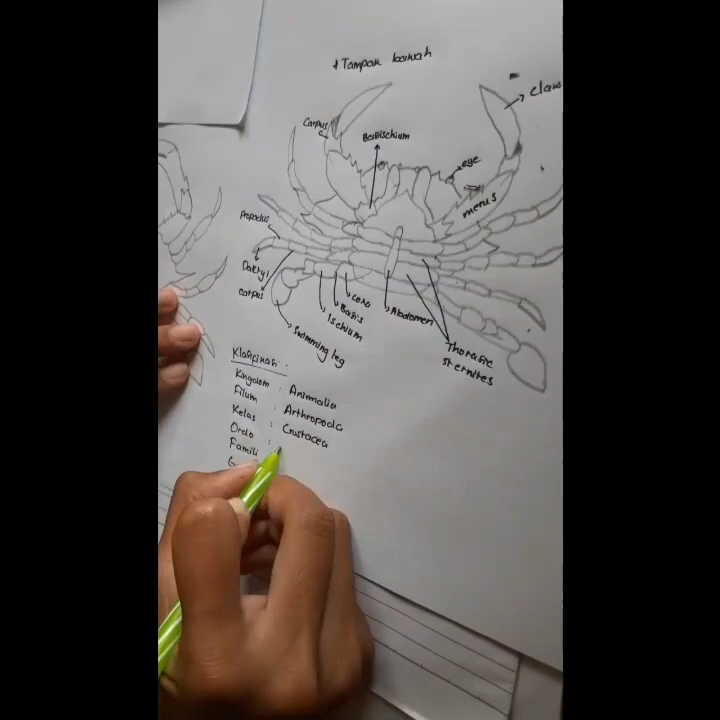 * Tampak bawah
claw
Carpus
Basiischium
eye
merus
Propodus
Dactyl
carpus
coxa
Basis
Ischium
Swimming leg
Abdomen
Thoracic
sternites
Klasifikasi :
Kingdom : Animalia
Filum : Arthropoda
Kelas : Crustacea
Ordo :
Famili
G